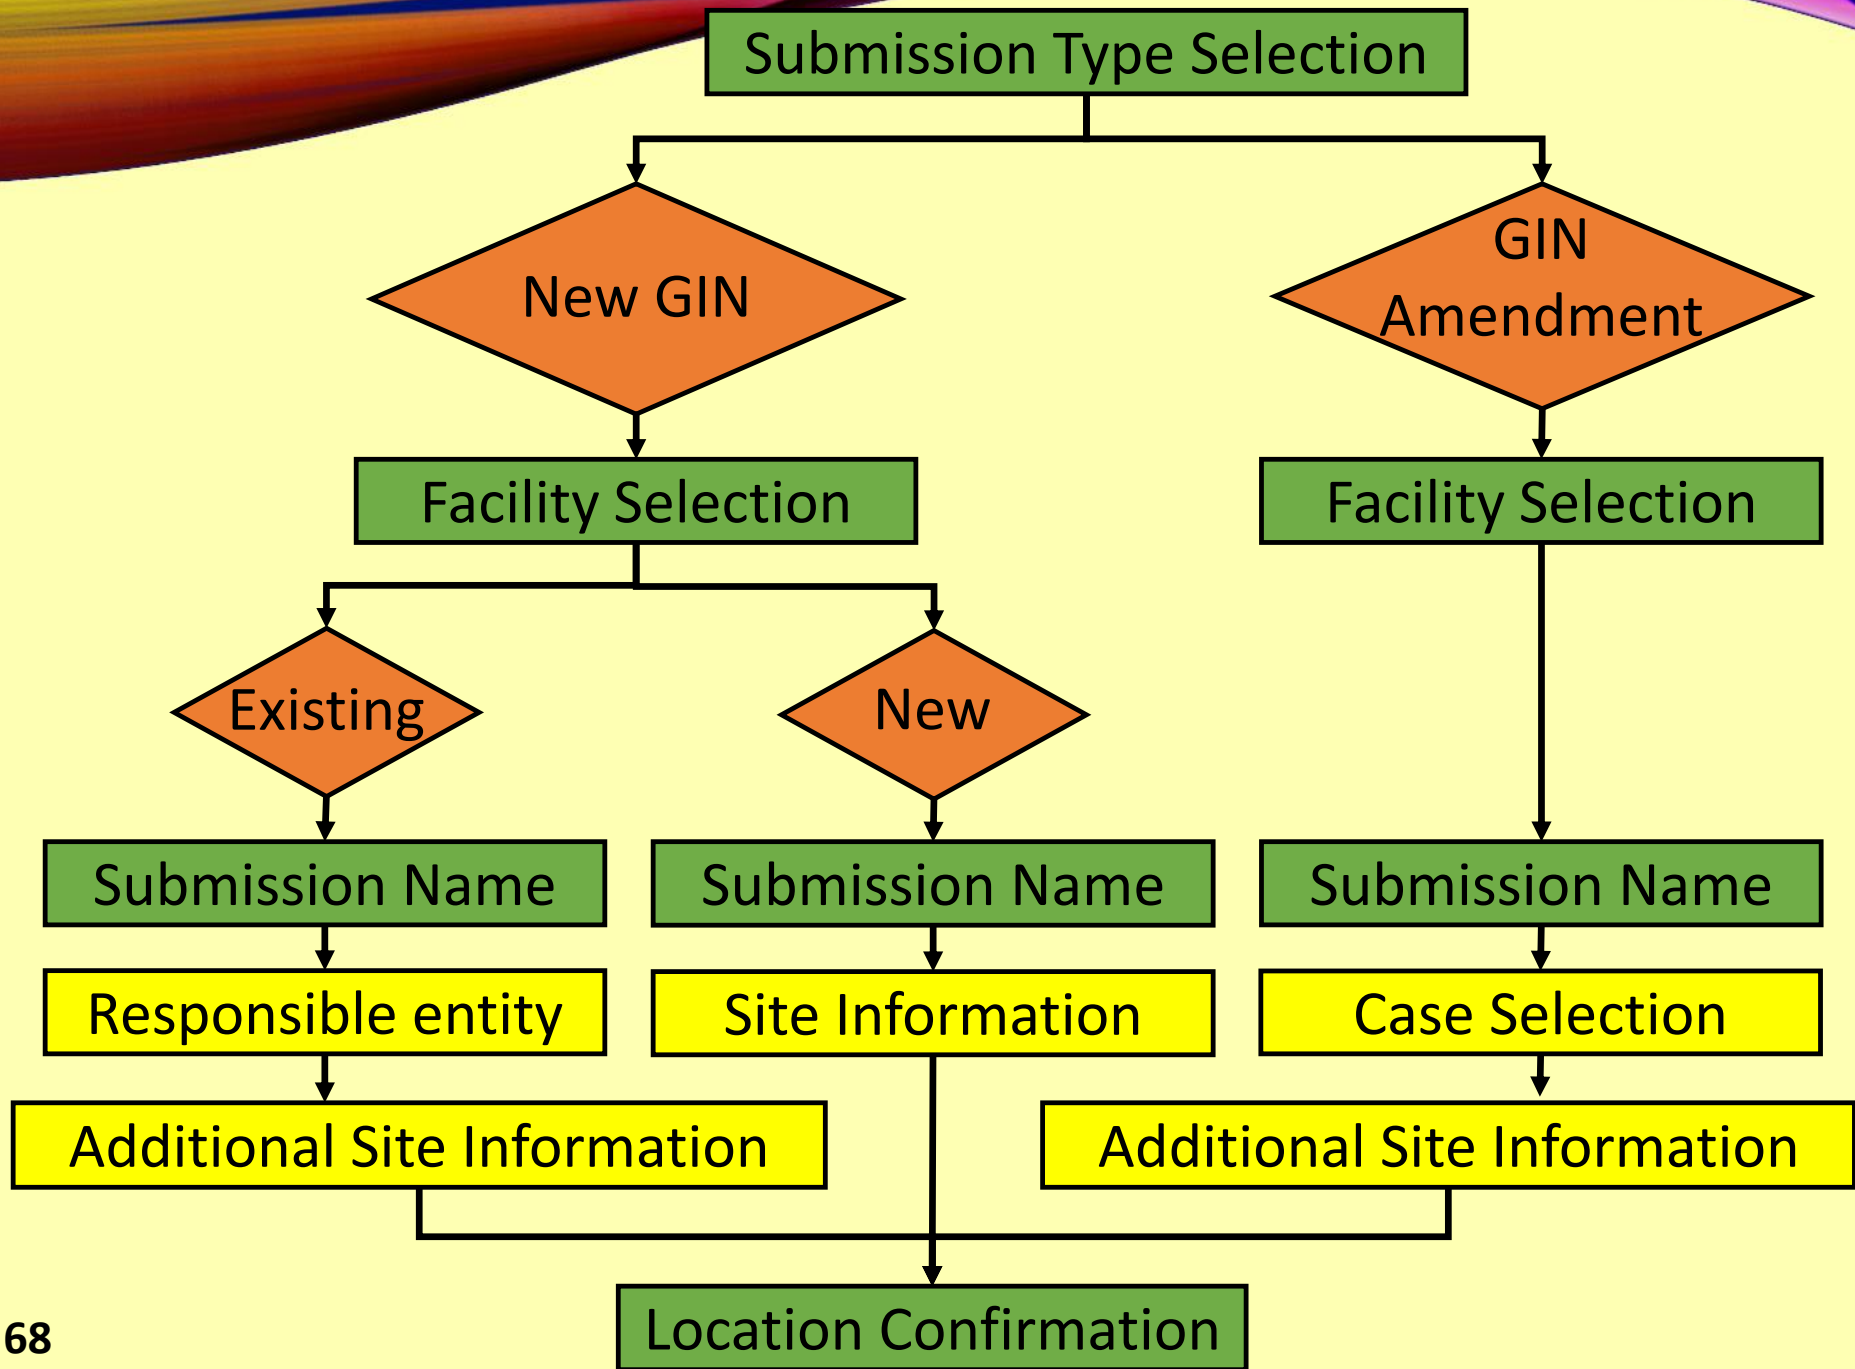 Submission Type Selection
New GIN
GIN
Amendment
Facility Selection
Facility Selection
Existing
New
Submission Name
Submission Name
Submission Name
Responsible entity
Site Information
Case Selection
Additional Site Information
Additional Site Information
Location Confirmation
68